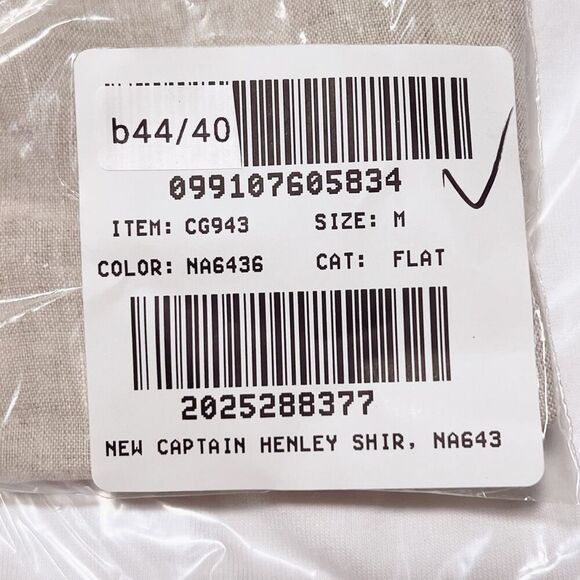 b44/40
099107605834
ITEM: CG943 SIZE: M
COLOR: NA6436 CAT: FLAT
2025288377
NEW CAPTAIN HENLEY SHIR, NA643